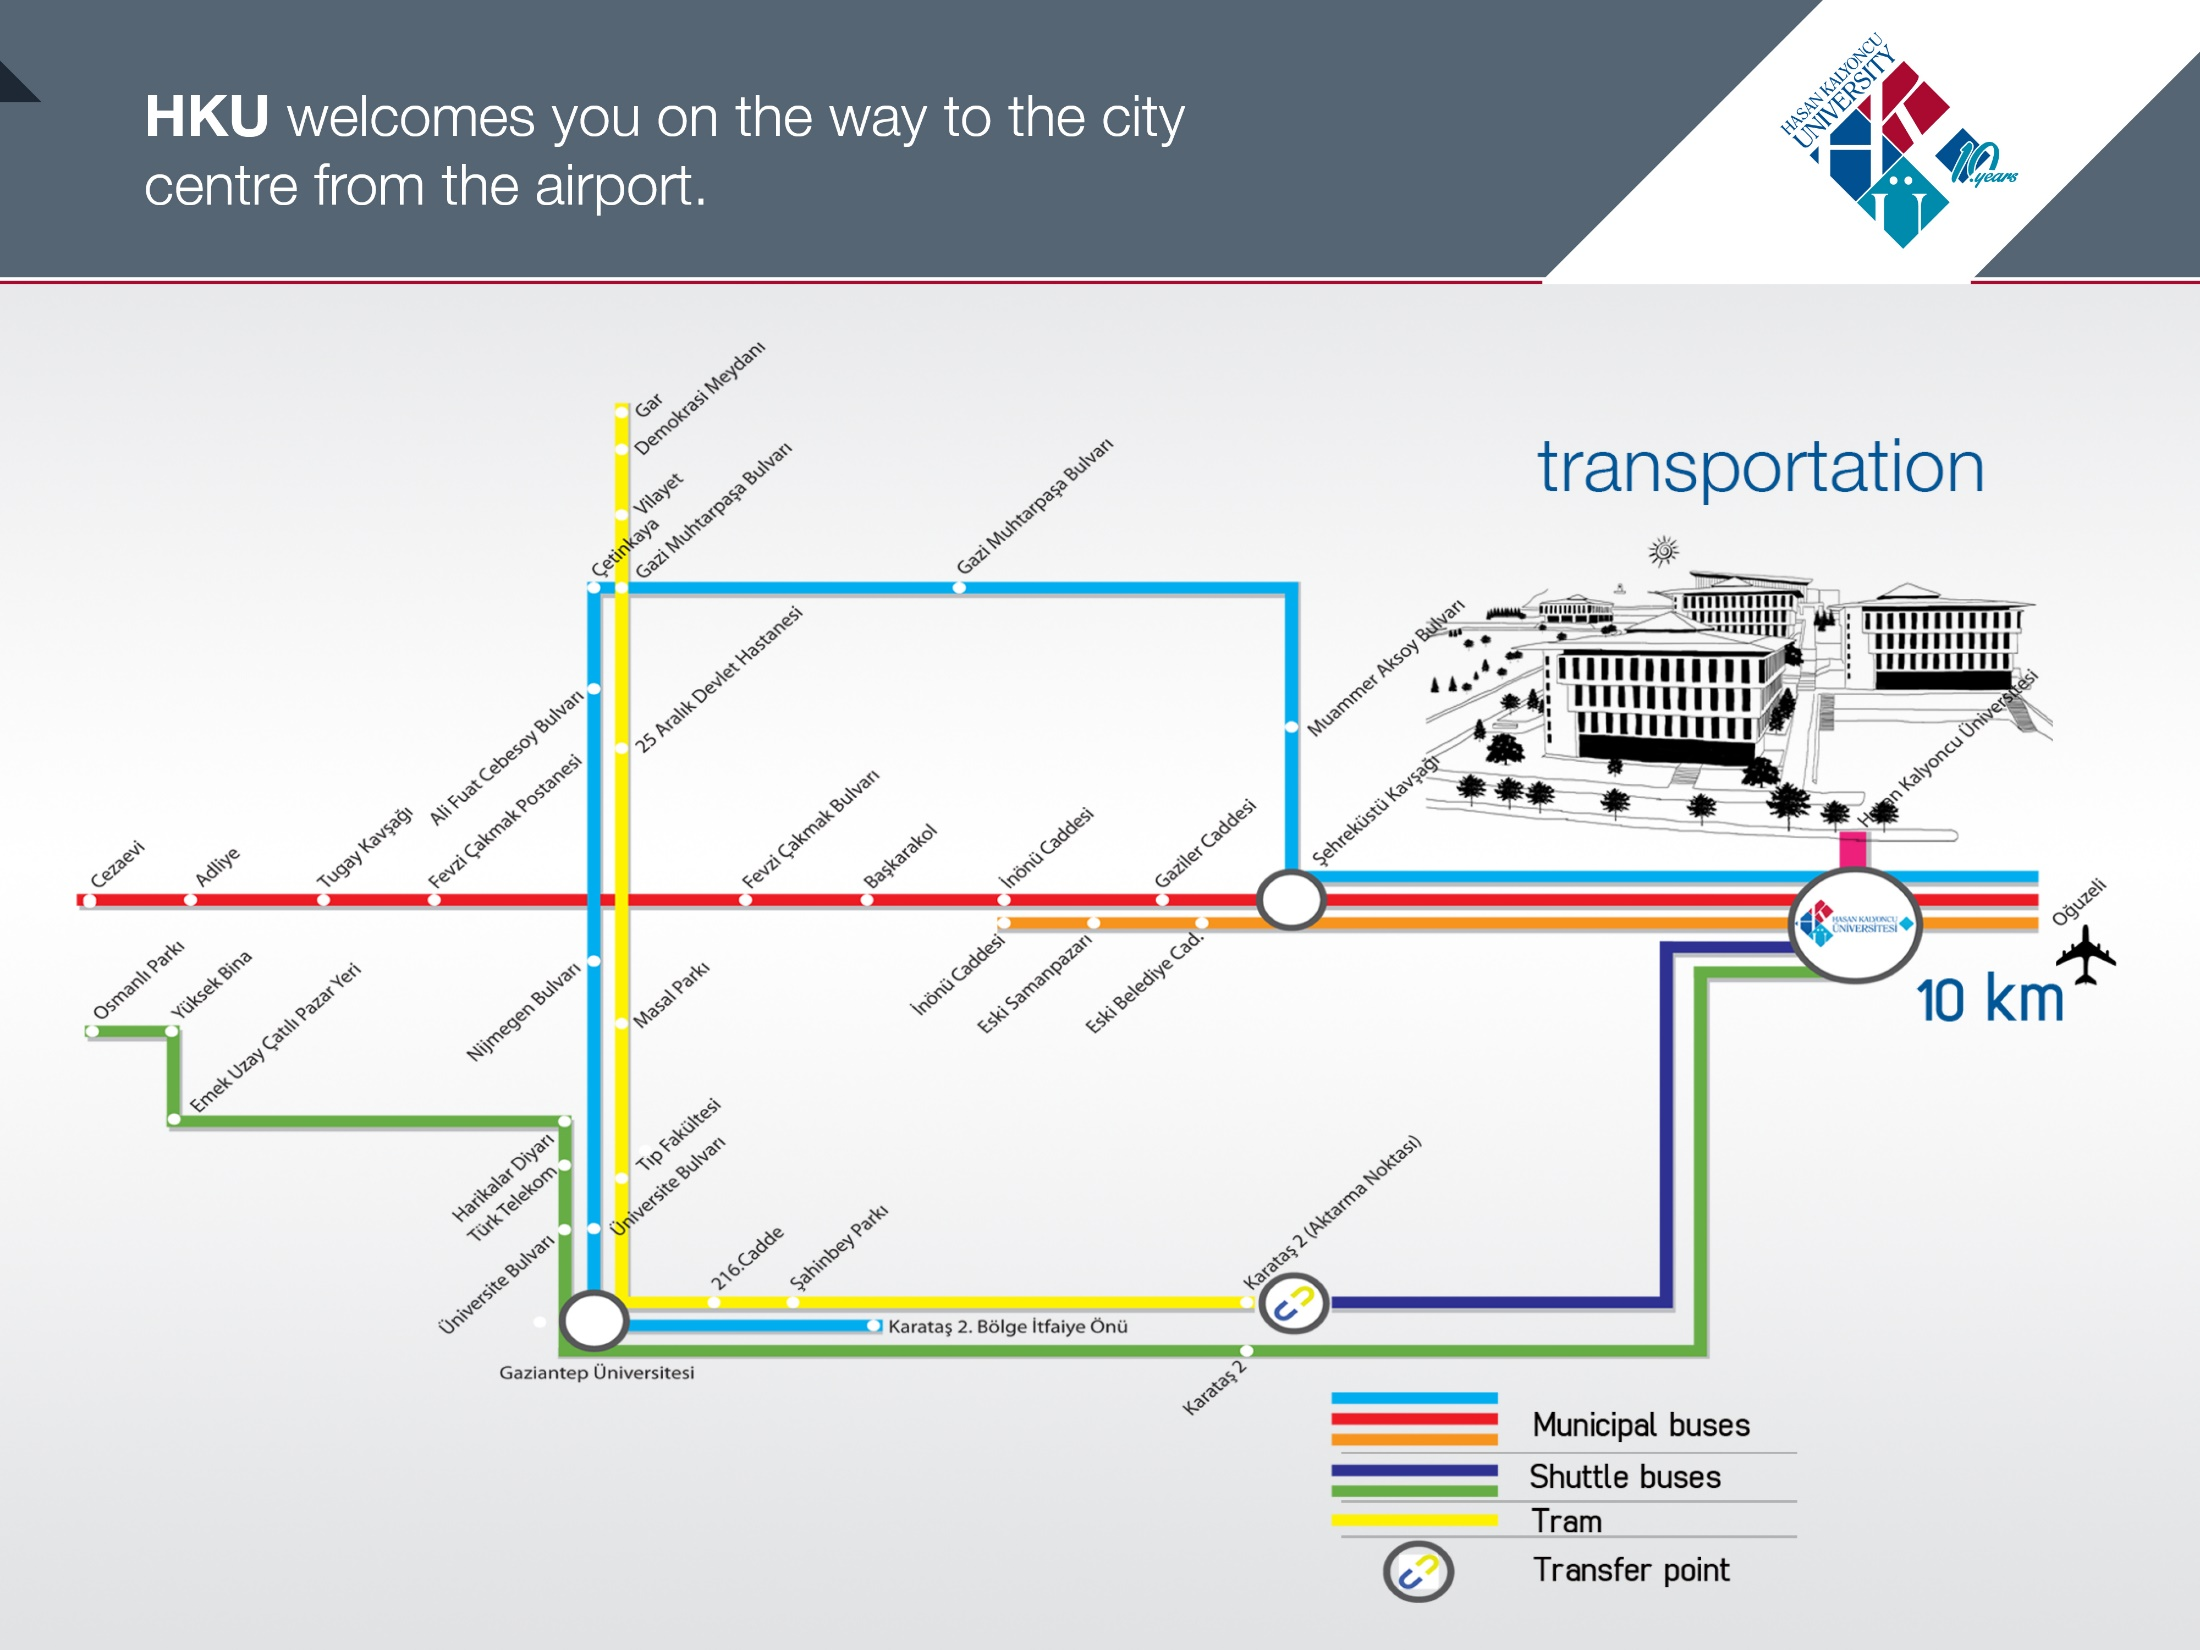 HKU welcomes you on the way to the city
centre from the airport.
HASAN KALYONCU
UNIVERSITY
HK
Ü
10.years
transportation
Gar
Demokrasi Meydanı
Vilayet
Çetinkaya
Gazi Muhtarpaşa Bulvarı
Gazi Muhtarpaşa Bulvarı
Muammer Aksoy Bulvarı
25 Aralık Devlet Hastanesi
Ali Fuat Cebesoy Bulvarı
Fevzi Çakmak Postanesi
Cezaevi
Adliye
Tugay Kavşağı
Fevzi Çakmak Bulvarı
Başkarakol
İnönü Caddesi
Gaziler Caddesi
Şehreküstü Kavşağı
Hasan Kalyoncu Üniversitesi
Oğuzeli
HASAN KALYONCU
ÜNİVERSİTESİ
10 km
İnönü Caddesi
Eski Samanpazarı
Eski Belediye Cad.
Osmanlı Parkı
Yüksek Bina
Emek Uzay Çatılı Pazar Yeri
Nijmegen Bulvarı
Masal Parkı
Harikalar Diyarı
Türk Telekom
Üniversite Bulvarı
Tıp Fakültesi
Üniversite Bulvarı
216.Cadde
Şahinbey Parkı
Karataş 2 (Aktarma Noktası)
Karataş 2. Bölge İtfaiye Önü
Gaziantep Üniversitesi
Karataş 2
Municipal buses
Shuttle buses
Tram
Transfer point